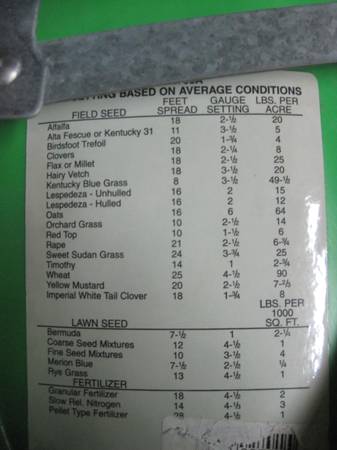 SETTING BASED ON AVERAGE CONDITIONS
FEET GAUGE LBS. PER
FIELD SEED SPREAD SETTING ACRE
Alfalfa 18 2-½ 20
Alta Fescue or Kentucky 31 11 3-½ 5
Birdsfoot Trefoil 20 1-¾ 4
Clovers 18 2-¼ 8
Flax or Millet 18 2-½ 25
Hairy Vetch 18 3-½ 20
Kentucky Blue Grass 8 3-½ 49-½
Lespedeza - Unhulled 16 2 15
Lespedeza - Hulled 16 2 12
Oats 16 6 64
Orchard Grass 10 2-½ 14
Red Top 10 1-½ 6
Rape 21 2-½ 6-¾
Sweet Sudan Grass 24 3-¾ 25
Timothy 14 1 2-¾
Wheat 25 4-½ 90
Yellow Mustard 20 2-½ 7-⅔
Imperial White Tail Clover 18 1-¾ 8
LBS. PER
1000
LAWN SEED SQ. FT.
Bermuda 7-½ 1 2-¼
Coarse Seed Mixtures 12 4-½ 1
Fine Seed Mixtures 10 3-½ 4
Merion Blue 7-½ 2-½ ¼
Rye Grass 13 4-½ 1
FERTILIZER
Granular Fertilizer 18 4-½ 2
Slow Rel. Nitrogen 14 4-½ 3
Pellet Type Fertilizer 28 4-½ 1